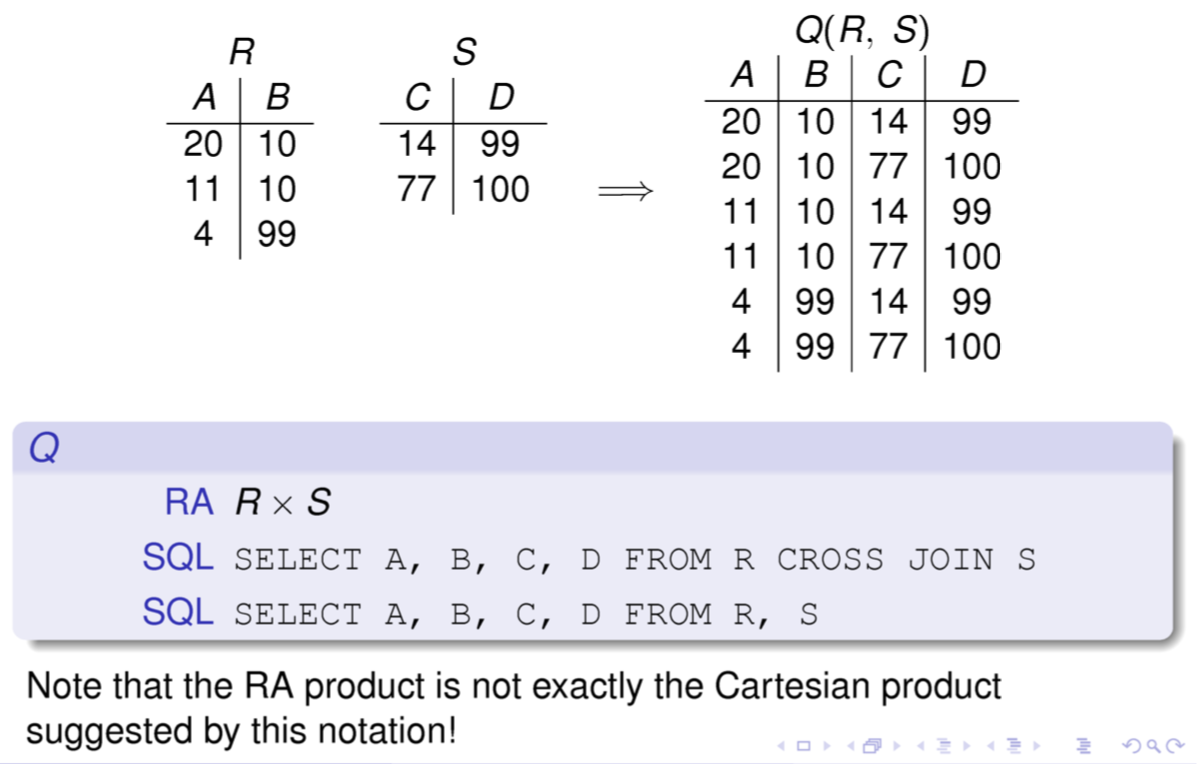 R
A B
20 10
11 10
4 99
S
C D
14 99
77 100
⟹
Q(R, S)
A B C D
20 10 14 99
20 10 77 100
11 10 14 99
11 10 77 100
4 99 14 99
4 99 77 100
Q
RA R × S
SQL SELECT A, B, C, D FROM R CROSS JOIN S
SQL SELECT A, B, C, D FROM R, S
Note that the RA product is not exactly the Cartesian product
suggested by this notation!